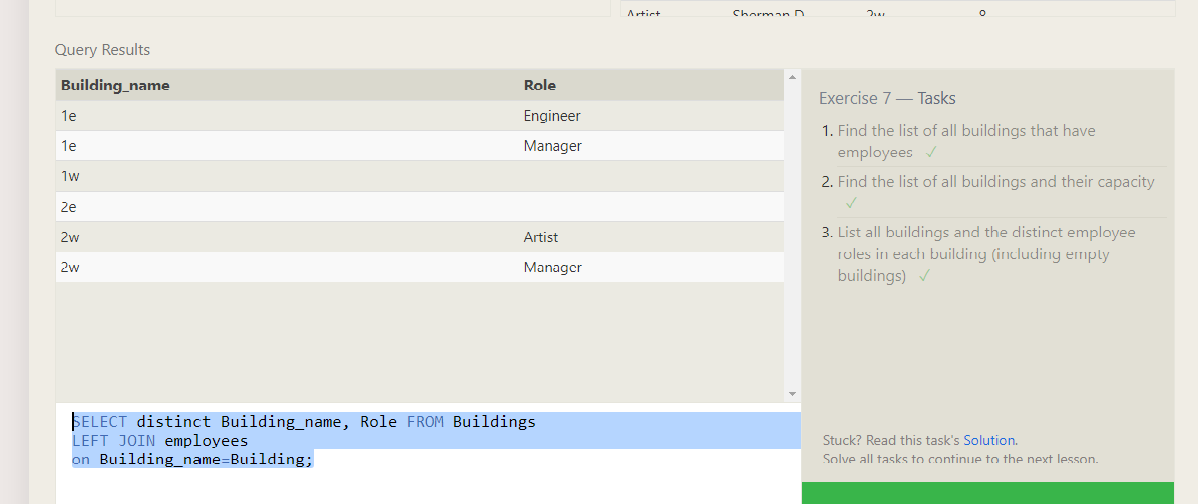 Artist Sherman D. 2w 8
Query Results
Building_name Role
1e Engineer
1e Manager
1w
2e
2w Artist
2w Manager
SELECT distinct Building_name, Role FROM Buildings
LEFT JOIN employees
on Building_name=Building;
Exercise 7 — Tasks
1. Find the list of all buildings that have
employees ✓
2. Find the list of all buildings and their capacity
✓
3. List all buildings and the distinct employee
roles in each building (including empty
buildings) ✓
Stuck? Read this task's Solution.
Solve all tasks to continue to the next lesson.